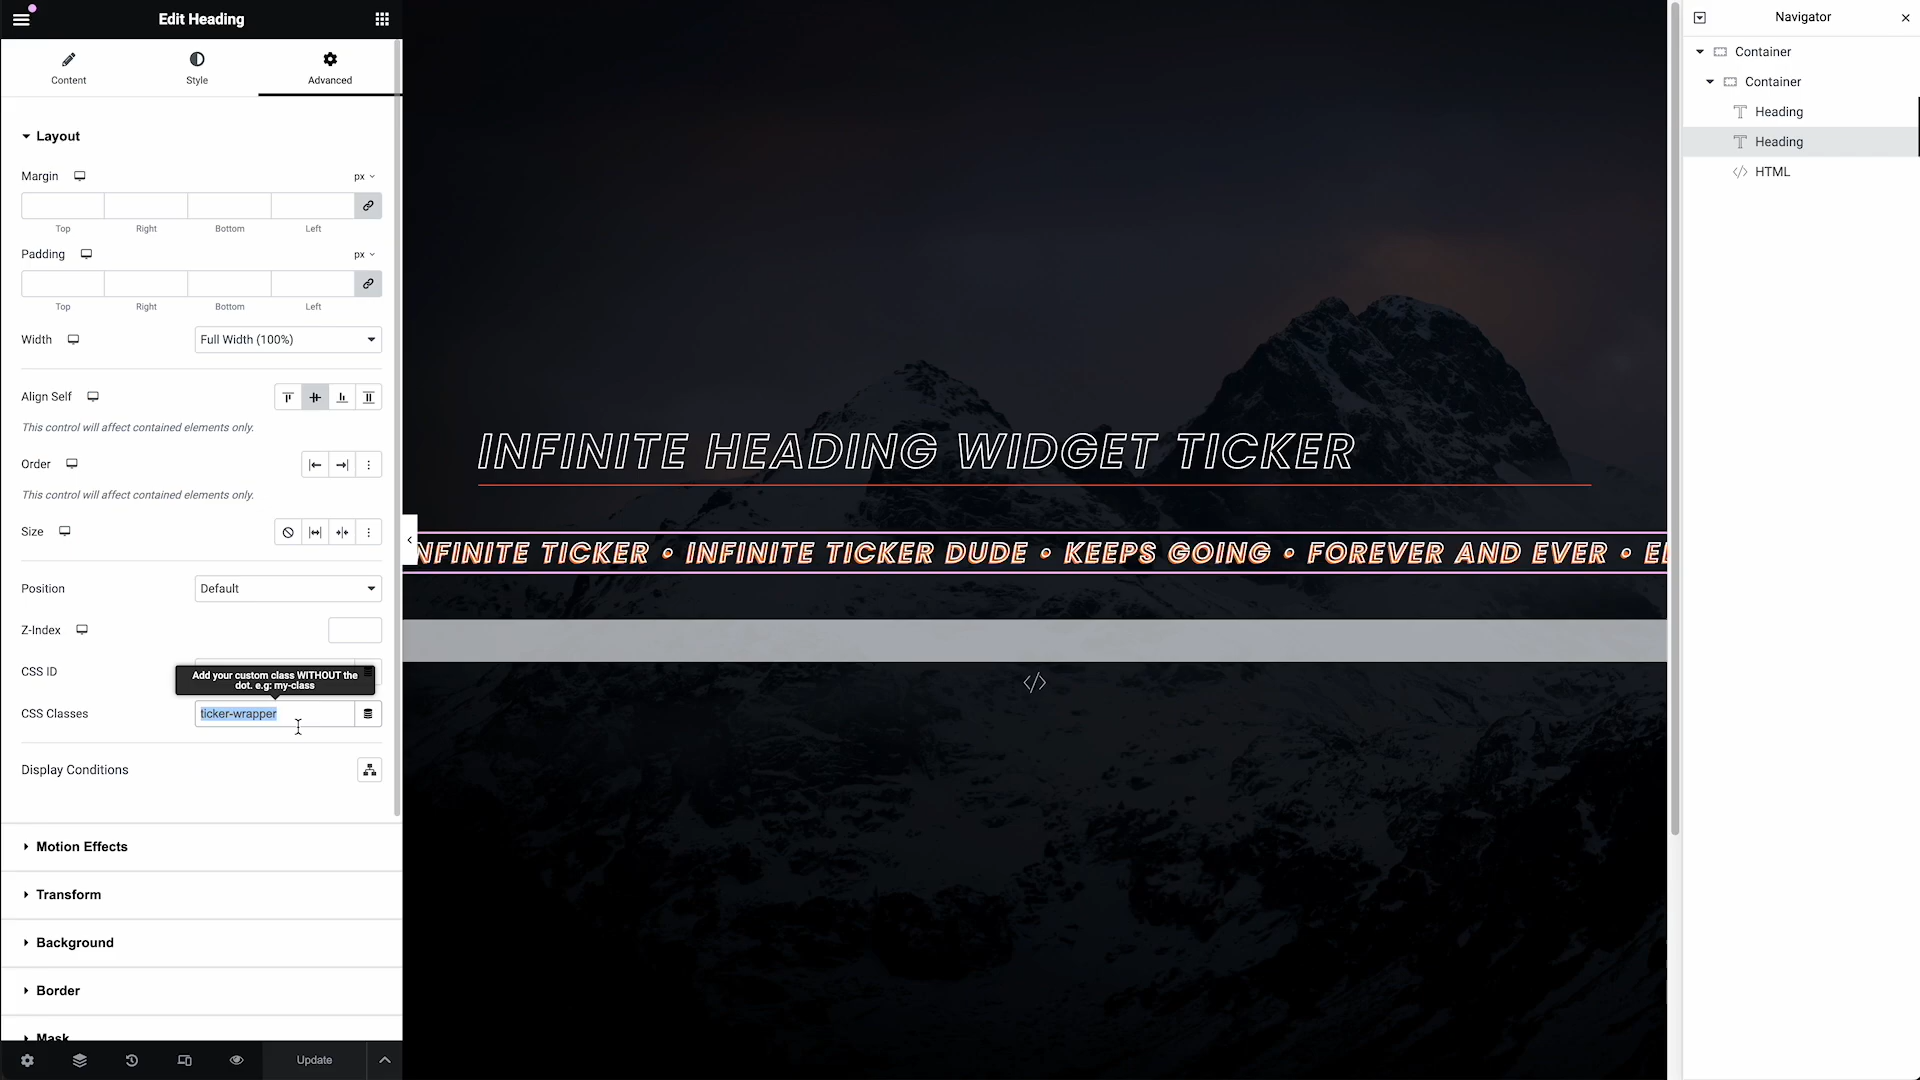 Edit Heading
Content
Style
Advanced
Layout
Margin
px
Top
Right
Bottom
Left
Padding
px
Top
Right
Bottom
Left
Width
Full Width (100%)
Align Self
This control will affect contained elements only.
Order
This control will affect contained elements only.
Size
Position
Default
Z-Index
CSS ID
Add your custom class WITHOUT the
dot. e.g: my-class
CSS Classes
ticker-wrapper
Display Conditions
Motion Effects
Transform
Background
Border
Mask
Update
INFINITE HEADING WIDGET TICKER
NFINITE TICKER • INFINITE TICKER DUDE • KEEPS GOING • FOREVER AND EVER •
Navigator
Container
Container
Heading
Heading
</> HTML
</>